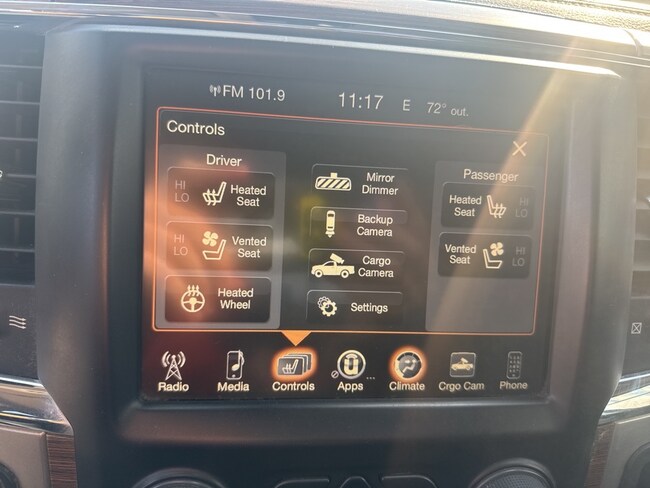 FM 101.9
11:17
E
72° out.
Controls
X
Driver
HI
LO
Heated
Seat
HI
LO
Vented
Seat
Heated
Wheel
Mirror
Dimmer
Backup
Camera
Cargo
Camera
Settings
Passenger
Heated
Seat
HI
LO
Vented
Seat
HI
LO
Radio
Media
Controls
Apps
...
Climate
Crgo Cam
Phone